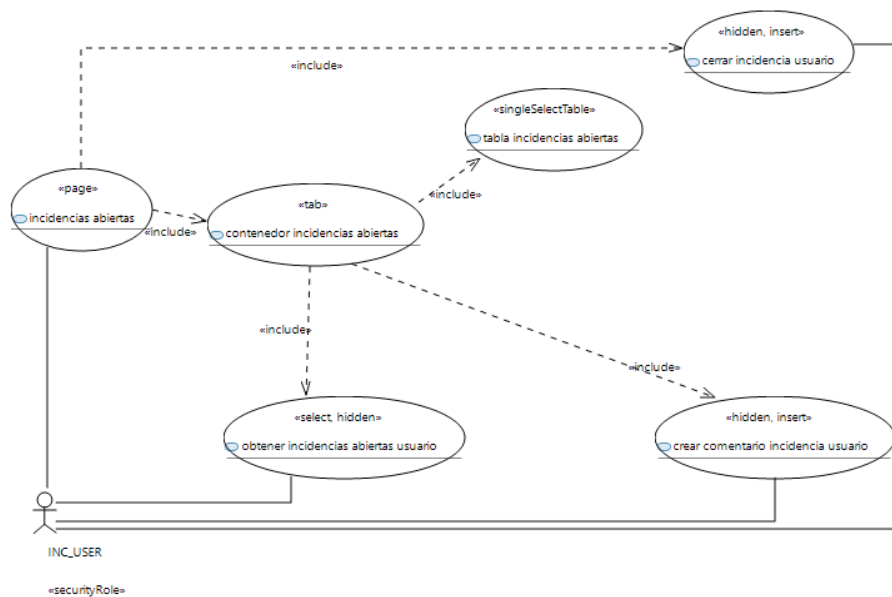 «hidden, insert»
cerrar incidencia usuario
«include»
«singleSelectTable»
tabla incidencias abiertas
«page»
incidencias abiertas
«include»
«tab»
contenedor incidencias abiertas
«include»
«include»
«include»
«select, hidden»
obtener incidencias abiertas usuario
«hidden, insert»
crear comentario incidencia usuario
INC_USER
«securityRole»